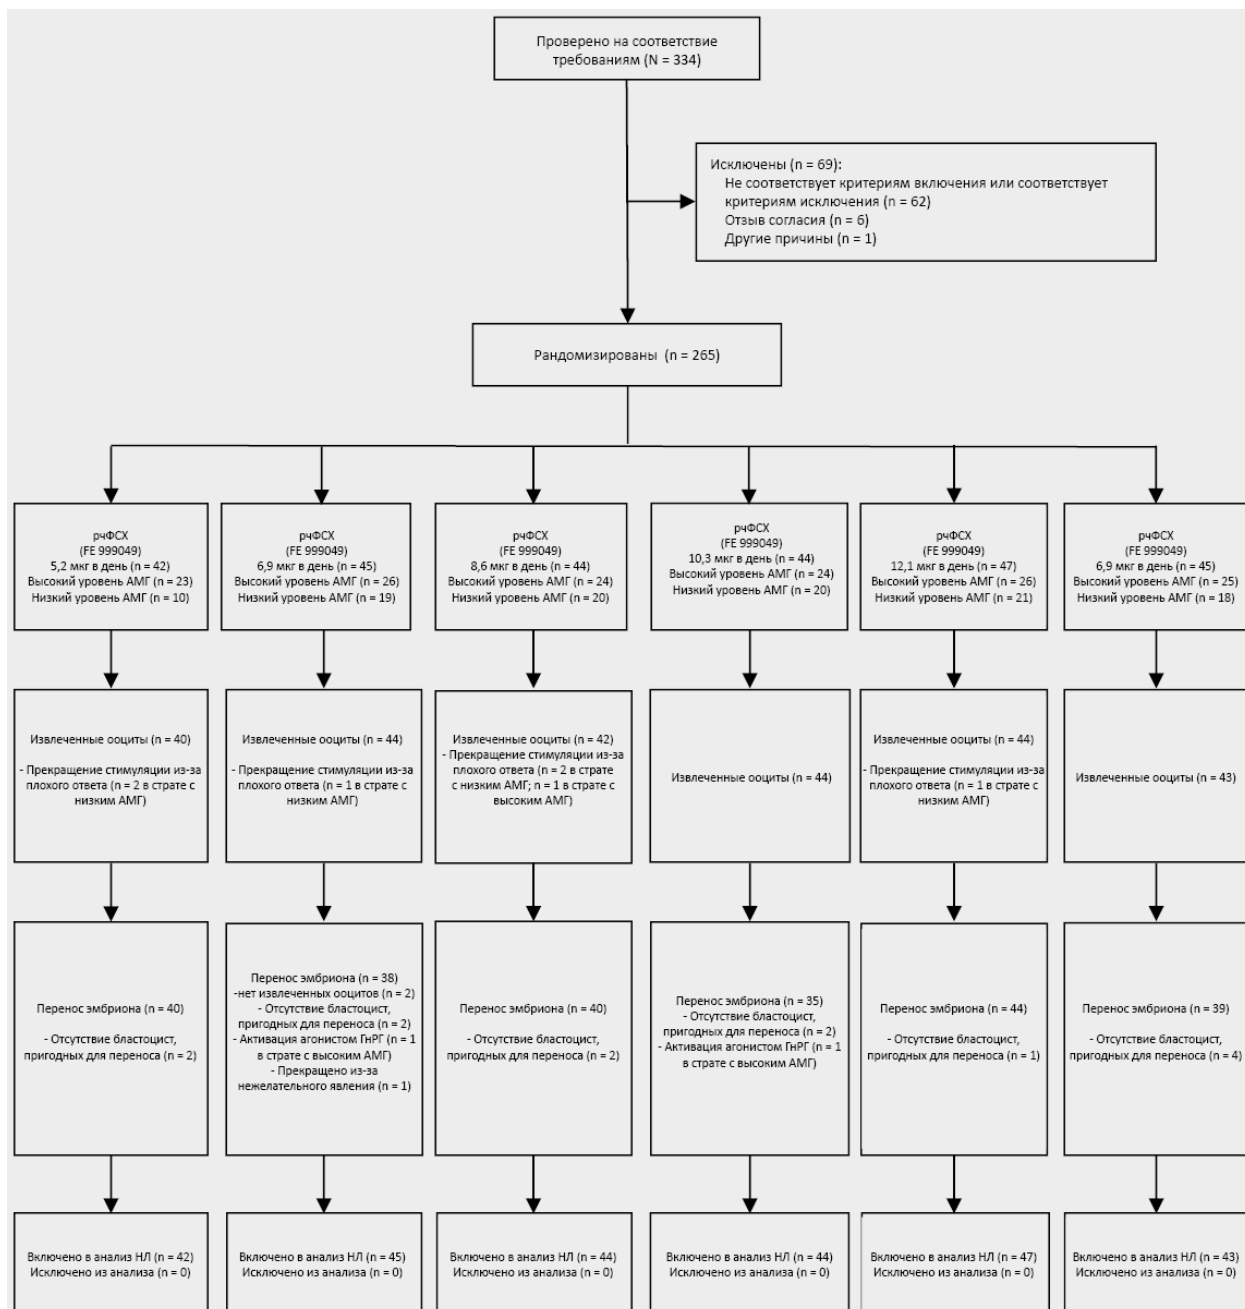 Проверено на соответствие
требованиям (N = 334)
Исключены (n = 69):
Не соответствует критериям включения или соответствует
критериям исключения (n = 62)
Отзыв согласия (n = 6)
Другие причины (n = 1)
Рандомизированы (n = 265)
рчФСХ
(FE 999049)
5,2 мкг в день (n = 42)
Высокий уровень АМГ (n = 23)
Низкий уровень АМГ (n = 10)
рчФСХ
(FE 999049)
6,9 мкг в день (n = 45)
Высокий уровень АМГ (n = 26)
Низкий уровень АМГ (n = 19)
рчФСХ
(FE 999049)
8,6 мкг в день (n = 44)
Высокий уровень АМГ (n = 24)
Низкий уровень АМГ (n = 20)
рчФСХ
(FE 999049)
10,3 мкг в день (n = 44)
Высокий уровень АМГ (n = 24)
Низкий уровень АМГ (n = 20)
рчФСХ
(FE 999049)
12,1 мкг в день (n = 47)
Высокий уровень АМГ (n = 26)
Низкий уровень АМГ (n = 21)
рчФСХ
(FE 999049)
6,9 мкг в день (n = 45)
Высокий уровень АМГ (n = 25)
Низкий уровень АМГ (n = 18)
Извлеченные ооциты (n = 40)
- Прекращение стимуляции из-за
плохого ответа (n = 2 в страте с
низким АМГ)
Извлеченные ооциты (n = 44)
- Прекращение стимуляции из-за
плохого ответа (n = 1 в страте с
низким АМГ)
Извлеченные ооциты (n = 42)
- Прекращение стимуляции из-за
плохого ответа (n = 2 в страте
с низким АМГ; n = 1 в страте с
высоким АМГ)
Извлеченные ооциты (n = 44)
Извлеченные ооциты (n = 44)
- Прекращение стимуляции из-за
плохого ответа (n = 1 в страте с
низким АМГ)
Извлеченные ооциты (n = 43)
Перенос эмбриона (n = 40)
- Отсутствие бластоцист,
пригодных для переноса (n = 2)
Перенос эмбриона (n = 38)
-нет извлеченных ооцитов (n = 2)
- Отсутствие бластоцист,
пригодных для переноса (n = 2)
- Активация агонистом ГнРГ (n = 1
в страте с высоким АМГ)
- Прекращено из-за
нежелательного явления (n = 1)
Перенос эмбриона (n = 40)
- Отсутствие бластоцист,
пригодных для переноса (n = 2)
Перенос эмбриона (n = 35)
- Отсутствие бластоцист,
пригодных для переноса (n = 2)
- Активация агонистом ГнРГ (n = 1
в страте с высоким АМГ)
Перенос эмбриона (n = 44)
- Отсутствие бластоцист,
пригодных для переноса (n = 1)
Перенос эмбриона (n = 39)
- Отсутствие бластоцист,
пригодных для переноса (n = 4)
Включено в анализ НЛ (n = 42)
Исключено из анализа (n = 0)
Включено в анализ НЛ (n = 45)
Исключено из анализа (n = 0)
Включено в анализ НЛ (n = 44)
Исключено из анализа (n = 0)
Включено в анализ НЛ (n = 44)
Исключено из анализа (n = 0)
Включено в анализ НЛ (n = 47)
Исключено из анализа (n = 0)
Включено в анализ НЛ (n = 43)
Исключено из анализа (n = 0)